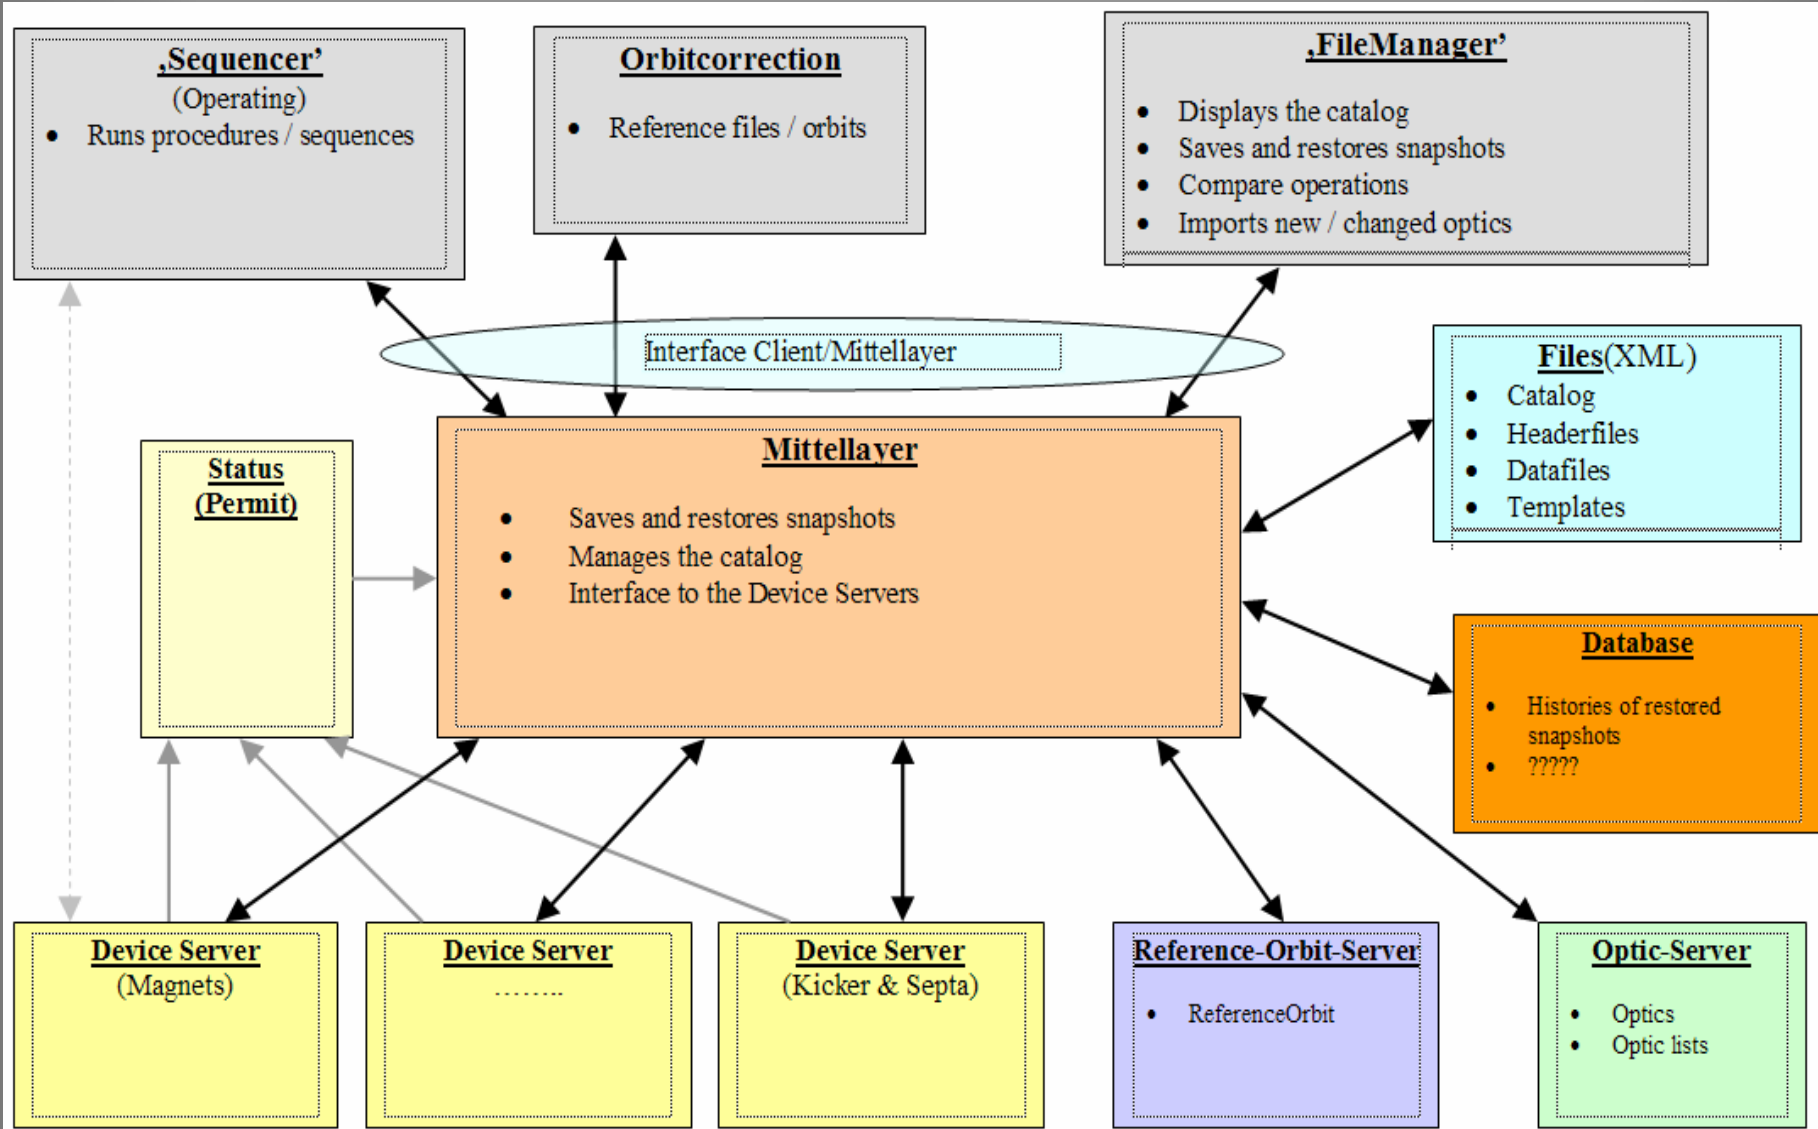 ‚Sequencer’
(Operating)
• Runs procedures / sequences
Orbitcorrection
• Reference files / orbits
‚FileManager’
• Displays the catalog
• Saves and restores snapshots
• Compare operations
• Imports new / changed optics
Interface Client/Mittellayer
Files(XML)
• Catalog
• Headerfiles
• Datafiles
• Templates
Status
(Permit)
Mittellayer
• Saves and restores snapshots
• Manages the catalog
• Interface to the Device Servers
Database
• Histories of restored
snapshots
• ?????
Device Server
(Magnets)
Device Server
……..
Device Server
(Kicker & Septa)
Reference-Orbit-Server
• ReferenceOrbit
Optic-Server
• Optics
• Optic lists